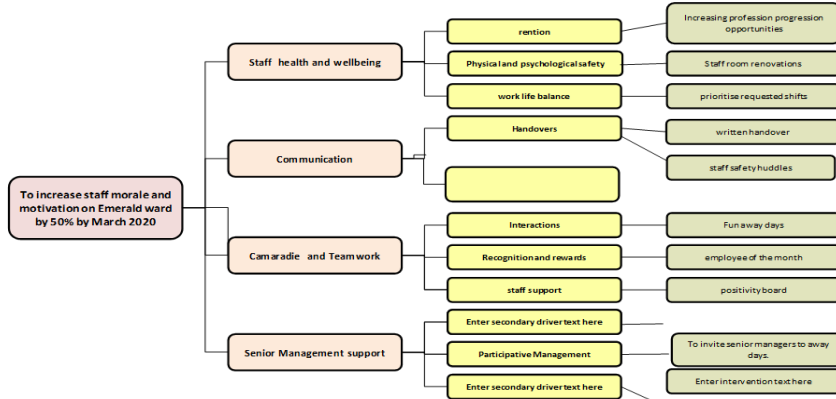 To increase staff morale and
motivation on Emerald ward
by 50% by March 2020
Staff health and wellbeing
Communication
Camaradie and Teamwork
Senior Management support
rention
Physical and psychological safety
work life balance
Handovers
Interactions
Recognition and rewards
staff support
Enter secondary driver text here
Participative Management
Enter secondary driver text here
Increasing profession progression
opportunities
Staff room renovations
prioritise requested shifts
written handover
staff safety huddles
Fun away days
employee of the month
positivity board
To invite senior managers to away
days.
Enter intervention text here